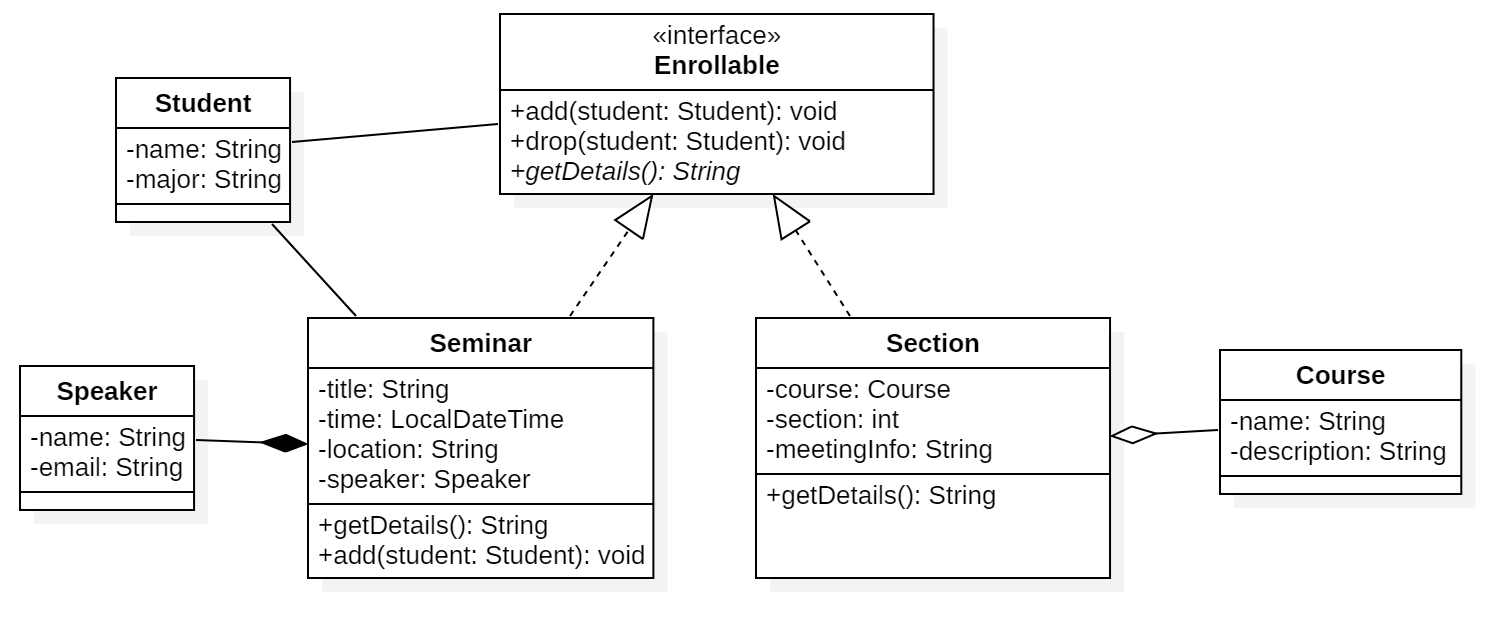 «interface»
Enrollable
+add(student: Student): void
+drop(student: Student): void
+getDetails(): String
Student
-name: String
-major: String
Seminar
-title: String
-time: LocalDateTime
-location: String
-speaker: Speaker
+getDetails(): String
+add(student: Student): void
Section
-course: Course
-section: int
-meetingInfo: String
+getDetails(): String
Speaker
-name: String
-email: String
Course
-name: String
-description: String